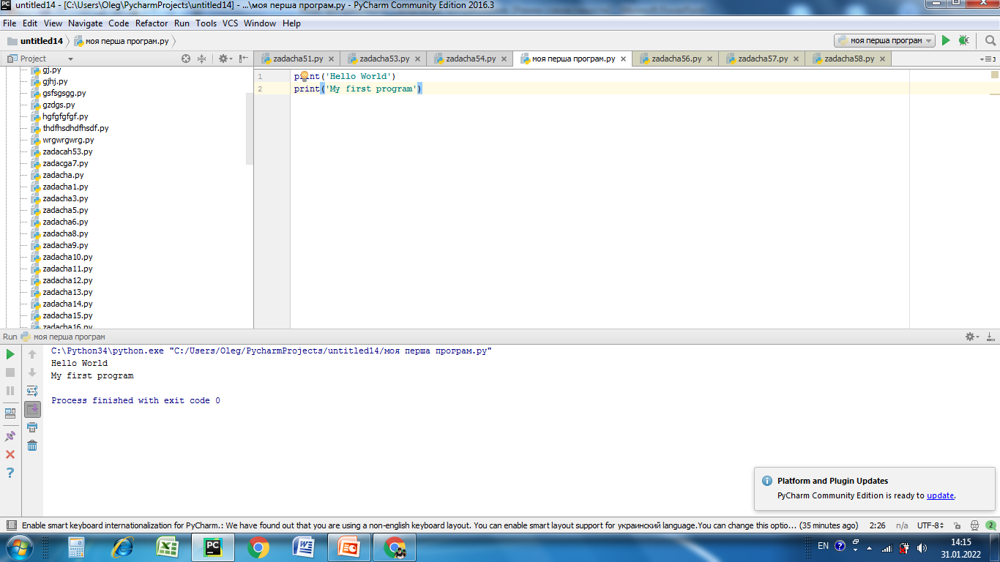 untitled14 - [C:\Users\Oleg\PycharmProjects\untitled14] - ...\моя перша програм.py - PyCharm Community Edition 2016.3
File Edit View Navigate Code Refactor Run Tools VCS Window Help
untitled14 моя перша програм.py моя перша програм
Project zadacha51.py zadacha53.py zadacha54.py моя перша програм.py zadacha56.py zadacha57.py zadacha58.py 3
gj.py
gjhj.py
gsfsgsgg.py
gzdgs.py
hgfgfgfgf.py
thdfhsdhdfhsdf.py
wrgwrgwrg.py
zadacah53.py
zadacga7.py
zadacha.py
zadacha1.py
zadacha3.py
zadacha5.py
zadacha6.py
zadacha8.py
zadacha9.py
zadacha10.py
zadacha11.py
zadacha12.py
zadacha13.py
zadacha14.py
zadacha15.py
zadacha16.py
1 print('Hello World')
2 print('My first program')
Run моя перша програм
C:\Python34\python.exe "C:/Users/Oleg/PycharmProjects/untitled14/моя перша програм.py"
Hello World
My first program
Process finished with exit code 0
Platform and Plugin Updates
PyCharm Community Edition is ready to update.
Enable smart keyboard internationalization for PyCharm.: We have found out that you are using a non-english keyboard layout. You can enable smart layout support for украинский language.You can change this optio... (35 minutes ago) 2:26 n/a UTF-8 2
EN 14:15
31.01.2022